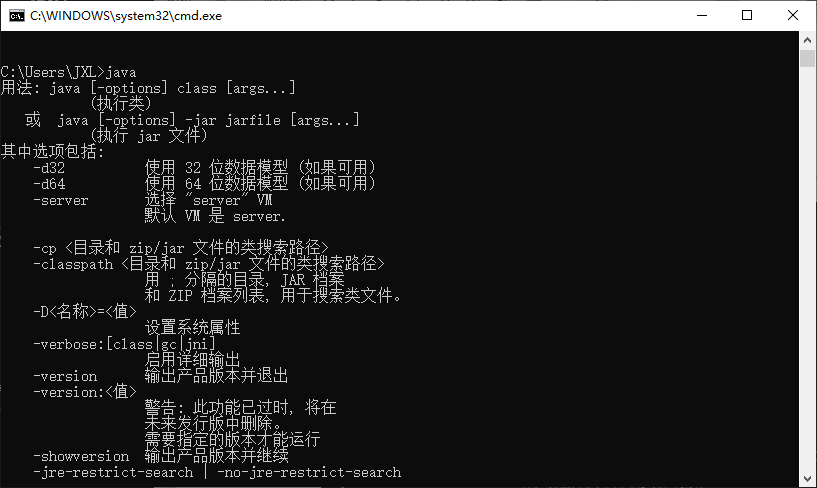 C:\WINDOWS\system32\cmd.exe
C:\Users\JXL>java
用法: java [-options] class [args...]
(执行类)
或 java [-options] -jar jarfile [args...]
(执行 jar 文件)
其中选项包括:
-d32 使用 32 位数据模型 (如果可用)
-d64 使用 64 位数据模型 (如果可用)
-server 选择 "server" VM
默认 VM 是 server.
-cp <目录和 zip/jar 文件的类搜索路径>
-classpath <目录和 zip/jar 文件的类搜索路径>
用 ; 分隔的目录, JAR 档案
和 ZIP 档案列表, 用于搜索类文件。
-D<名称>=<值>
设置系统属性
-verbose:[class|gc|jni]
启用详细输出
-version 输出产品版本并退出
-version:<值>
警告: 此功能已过时, 将在
未来发行版中删除。
需要指定的版本才能运行
-showversion 输出产品版本并继续
-jre-restrict-search | -no-jre-restrict-search